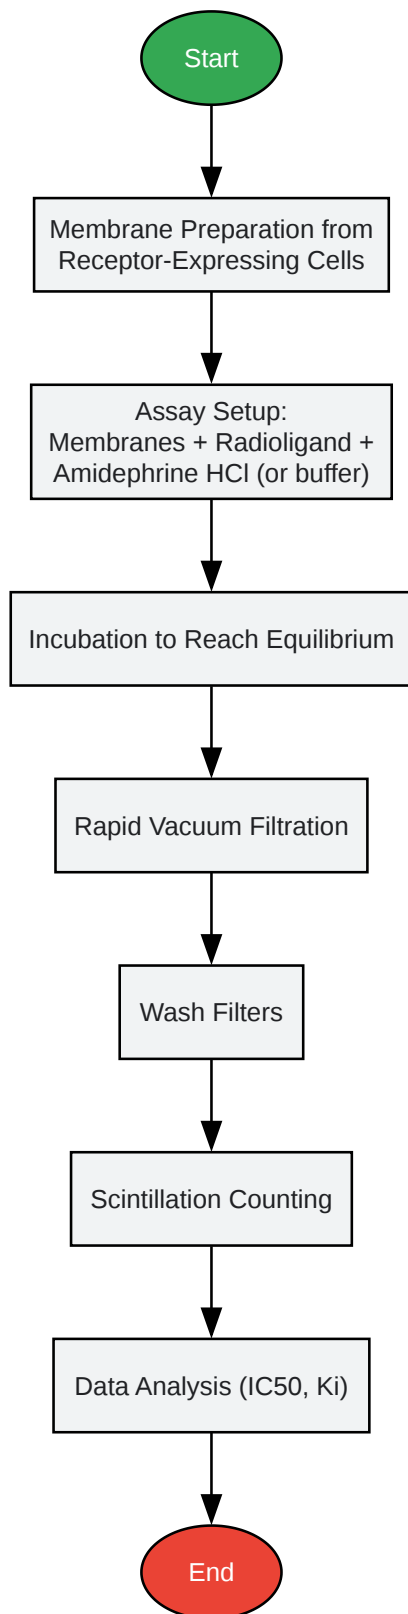 Start
Membrane Preparation from
Receptor-Expressing Cells
Assay Setup:
Membranes + Radioligand +
Amidephrine HCl (or buffer)
Incubation to Reach Equilibrium
Rapid Vacuum Filtration
Wash Filters
Scintillation Counting
Data Analysis (IC50, Ki)
End